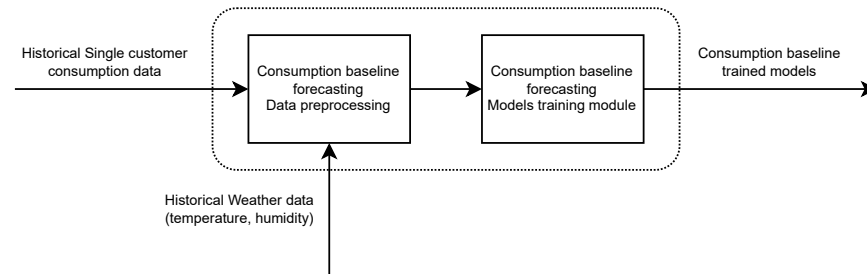 Historical Single customer
consumption data
Consumption baseline
forecasting
Data preprocessing
Consumption baseline
forecasting
Models training module
Consumption baseline
trained models
Historical Weather data
(temperature, humidity)